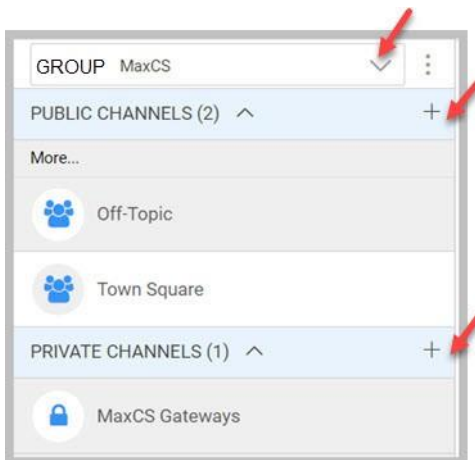 GROUP MaxCS
PUBLIC CHANNELS (2)
More...
Off-Topic
Town Square
PRIVATE CHANNELS (1)
MaxCS Gateways